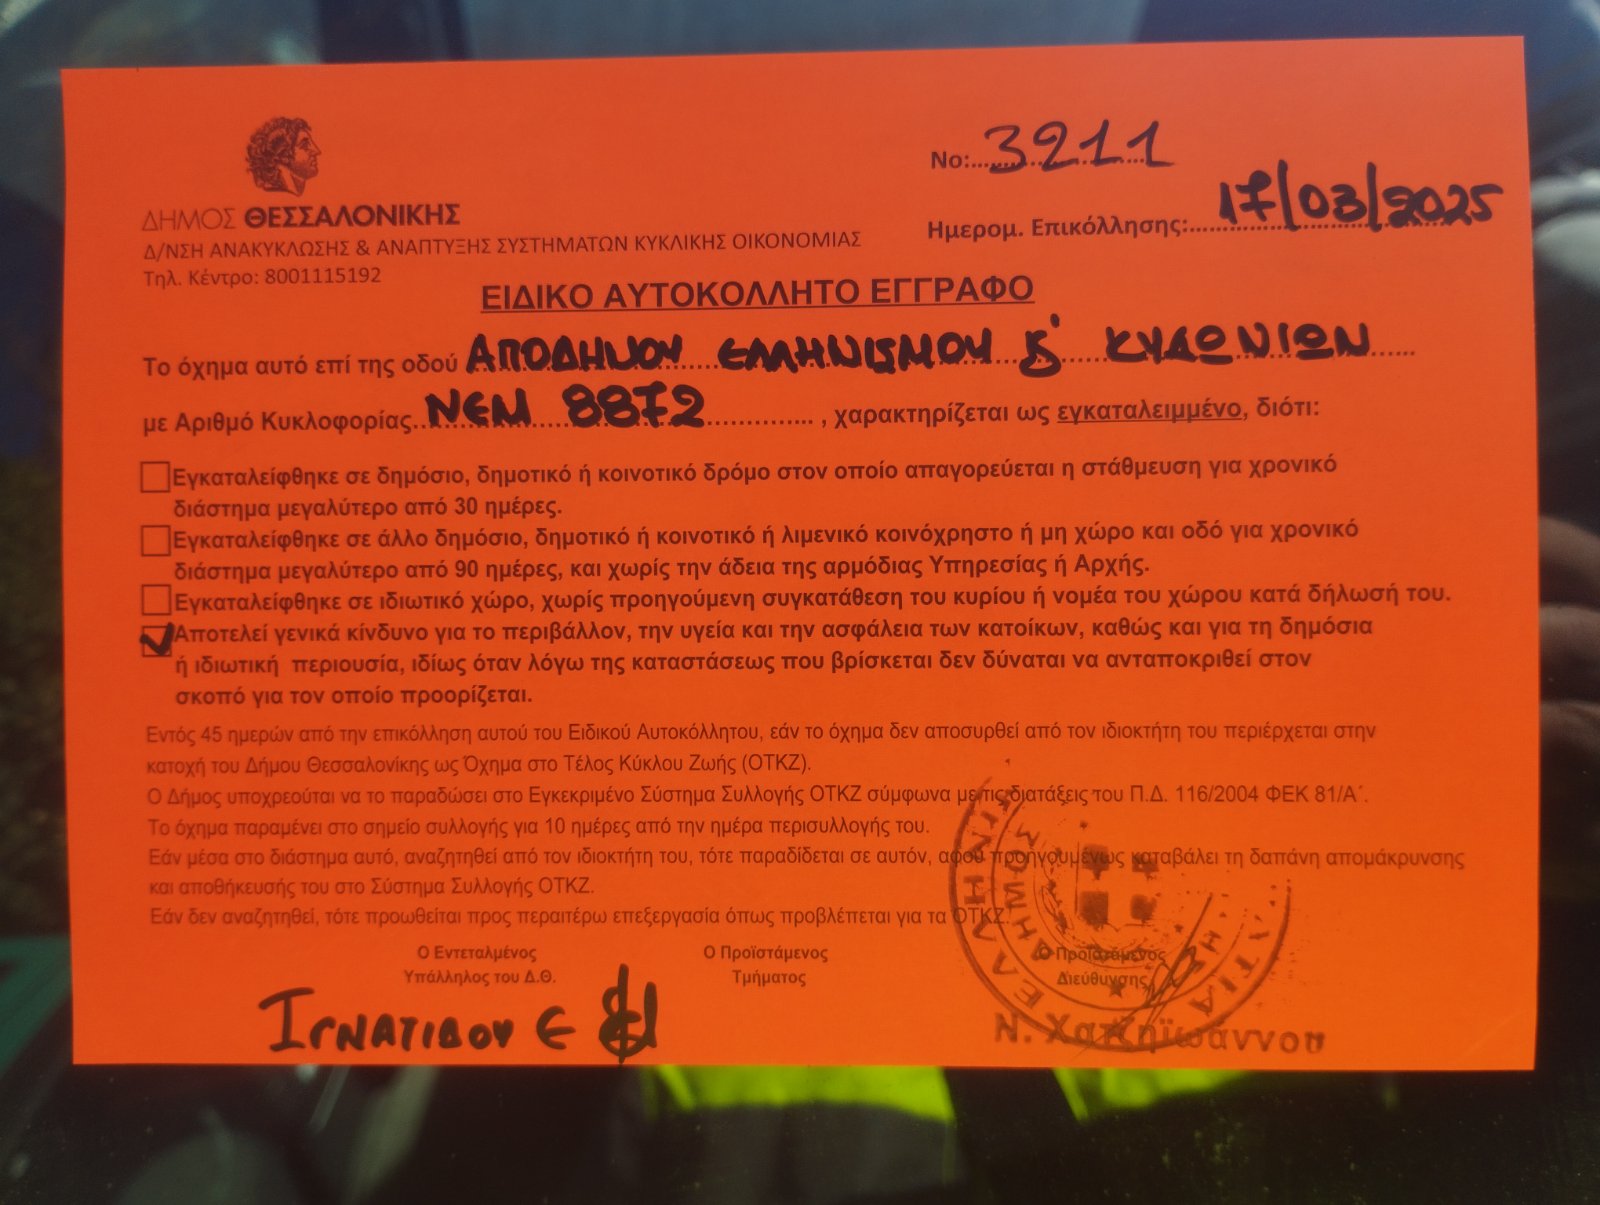 No: 3211
ΔΗΜΟΣ ΘΕΣΣΑΛΟΝΙΚΗΣ
Ημερομ. Επικόλλησης: 17/03/2025
Δ/ΝΣΗ ΑΝΑΚΥΚΛΩΣΗΣ & ΑΝΑΠΤΥΞΗΣ ΣΥΣΤΗΜΑΤΩΝ ΚΥΚΛΙΚΗΣ ΟΙΚΟΝΟΜΙΑΣ
Τηλ. Κέντρο: 8001115192
ΕΙΔΙΚΟ ΑΥΤΟΚΟΛΛΗΤΟ ΕΓΓΡΑΦΟ
Το όχημα αυτό επί της οδού ΑΠΟΔΗΜΟΥ ΕΛΛΗΝΙΣΜΟΥ & ΚΥΔΩΝΙΩΝ
με Αριθμό Κυκλοφορίας ΝΕΜ 8872 , χαρακτηρίζεται ως εγκαταλειμμένο, διότι:
Εγκαταλείφθηκε σε δημόσιο, δημοτικό ή κοινοτικό δρόμο στον οποίο απαγορεύεται η στάθμευση για χρονικό
διάστημα μεγαλύτερο από 30 ημέρες.
Εγκαταλείφθηκε σε άλλο δημόσιο, δημοτικό ή κοινοτικό ή λιμενικό κοινόχρηστο ή μη χώρο και οδό για χρονικό
διάστημα μεγαλύτερο από 90 ημέρες, και χωρίς την άδεια της αρμόδιας Υπηρεσίας ή Αρχής.
Εγκαταλείφθηκε σε ιδιωτικό χώρο, χωρίς προηγούμενη συγκατάθεση του κυρίου ή νομέα του χώρου κατά δήλωσή του.
Αποτελεί γενικά κίνδυνο για το περιβάλλον, την υγεία και την ασφάλεια των κατοίκων, καθώς και για τη δημόσια
ή ιδιωτική περιουσία, ιδίως όταν λόγω της καταστάσεως που βρίσκεται δεν δύναται να ανταποκριθεί στον
σκοπό για τον οποίο προορίζεται.
Εντός 45 ημερών από την επικόλληση αυτού του Ειδικού Αυτοκόλλητου, εάν το όχημα δεν αποσυρθεί από τον ιδιοκτήτη του περιέρχεται στην
κατοχή του Δήμου Θεσσαλονίκης ως Όχημα στο Τέλος Κύκλου Ζωής (ΟΤΚΖ).
Ο Δήμος υποχρεούται να το παραδώσει στο Εγκεκριμένο Σύστημα Συλλογής ΟΤΚΖ σύμφωνα με τις διατάξεις του Π.Δ. 116/2004 ΦΕΚ 81/Α΄.
Το όχημα παραμένει στο σημείο συλλογής για 10 ημέρες από την ημέρα περισυλλογής του.
Εάν μέσα στο διάστημα αυτό, αναζητηθεί από τον ιδιοκτήτη του, τότε παραδίδεται σε αυτόν, αφού προηγουμένως καταβάλει τη δαπάνη απομάκρυνσης
και αποθήκευσής του στο Σύστημα Συλλογής ΟΤΚΖ.
Εάν δεν αναζητηθεί, τότε προωθείται προς περαιτέρω επεξεργασία όπως προβλέπεται για τα ΟΤΚΖ.
Ο Εντεταλμένος Ο Προϊστάμενος Ο Προϊστάμενος
Υπάλληλος του Δ.Θ. Τμήματος Διεύθυνσης
ΙΓΝΑΤΙΔΟΥ Ε
Ν. Χατζηϊωάννου